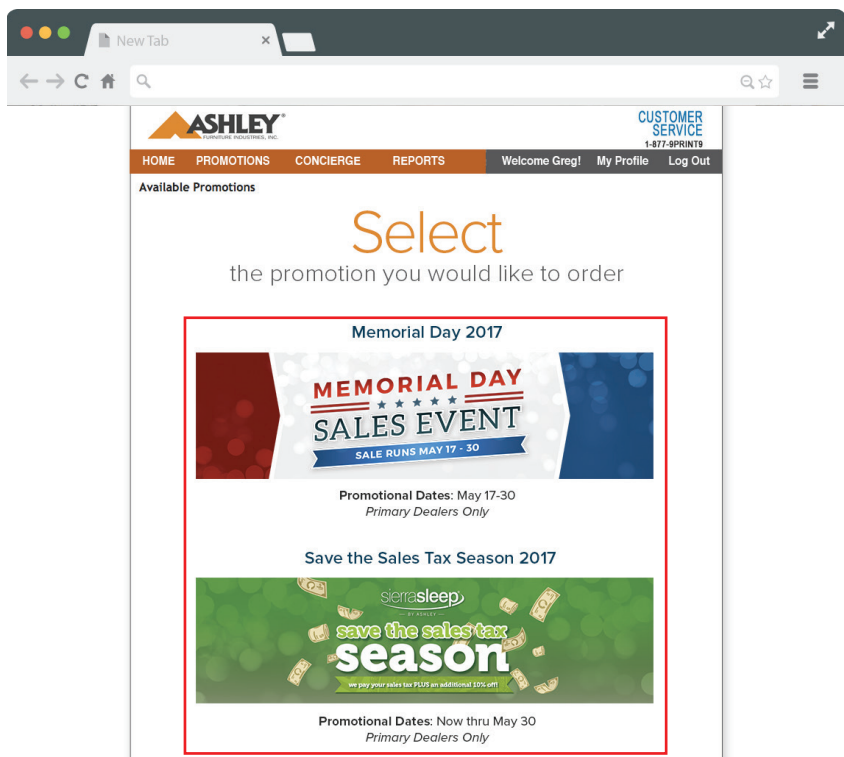 New Tab
ASHLEY
FURNITURE INDUSTRIES, INC.
CUSTOMER
SERVICE
1-877-9PRINT9
HOME PROMOTIONS CONCIERGE REPORTS Welcome Greg! My Profile Log Out
Available Promotions
Select
the promotion you would like to order
Memorial Day 2017
MEMORIAL DAY
SALES EVENT
SALE RUNS MAY 17 - 30
Promotional Dates: May 17-30
Primary Dealers Only
Save the Sales Tax Season 2017
sierrasleep
BY ASHLEY
save the sales tax
season
we pay your sales tax PLUS an additional 10% off!
Promotional Dates: Now thru May 30
Primary Dealers Only